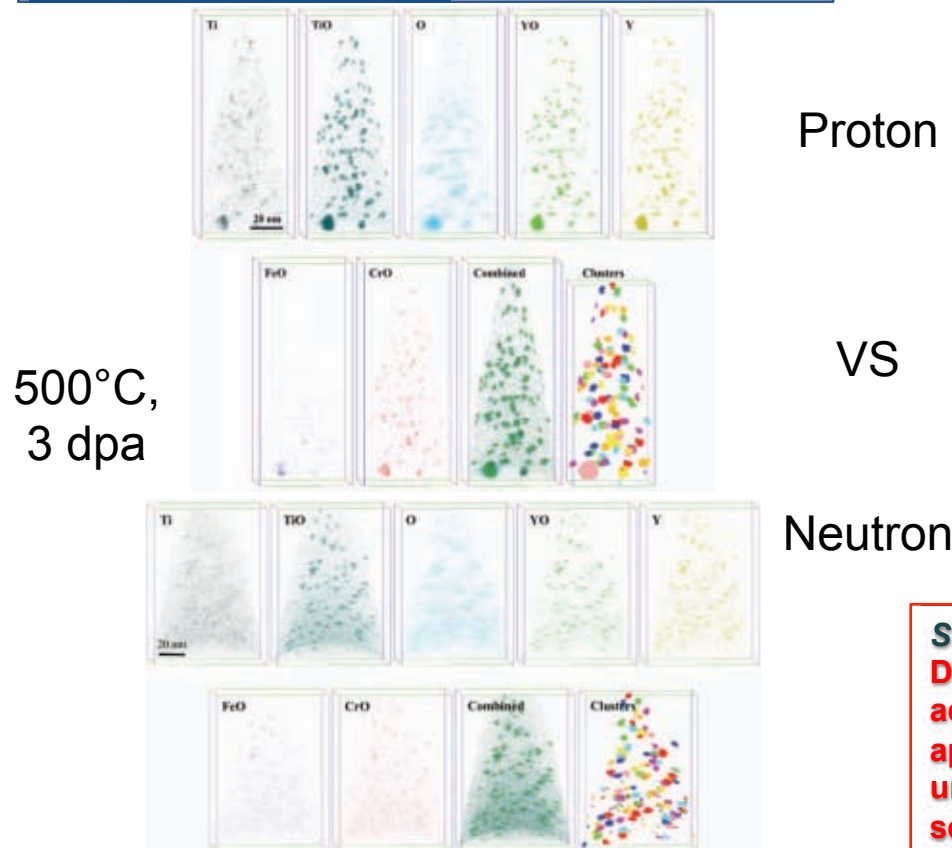 Ti TiO O YO Y
20 nm
Proton
FeO CrO Combined Clusters
VS
500°C,
3 dpa
Ti TiO O YO Y
Neutron
20 nm
FeO CrO Combined Clusters